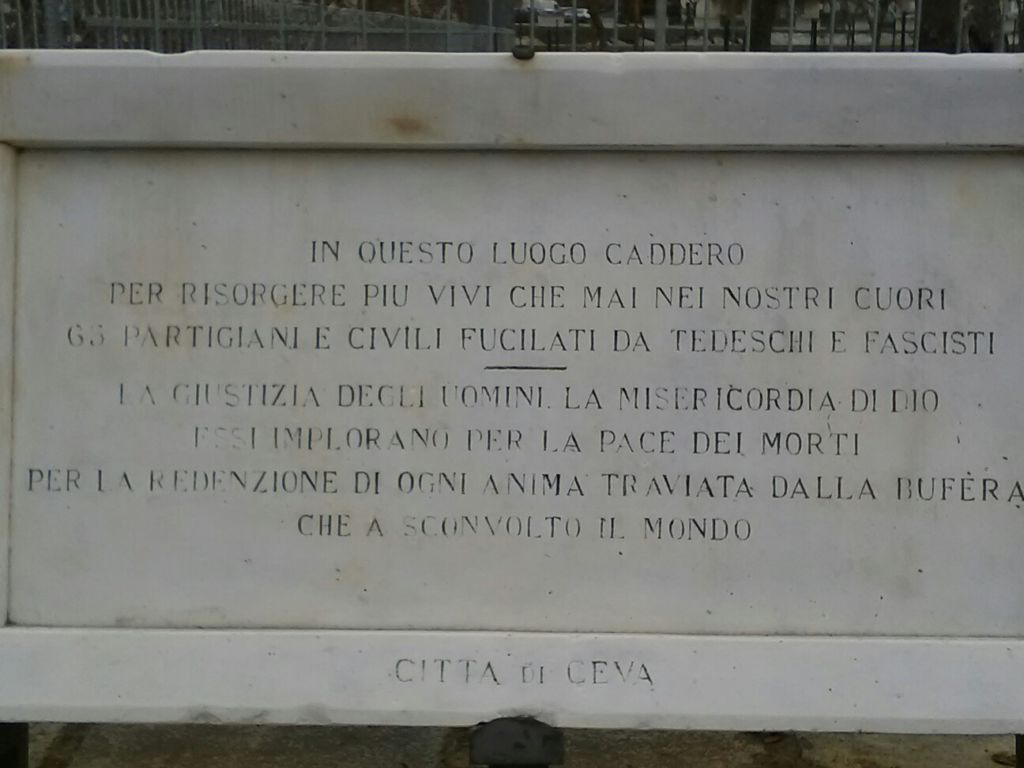 IN QUESTO LUOGO CADDERO
PER RISORGERE PIU VIVI CHE MAI NEI NOSTRI CUORI
63 PARTIGIANI E CIVILI FUCILATI DA TEDESCHI E FASCISTI
LA GIUSTIZIA DEGLI UOMINI. LA MISERICORDIA DI DIO
ESSI IMPLORANO PER LA PACE DEI MORTI
PER LA REDENZIONE DI OGNI ANIMA TRAVIATA DALLA BUFERA
CHE A SCONVOLTO IL MONDO
CITTA DI CEVA